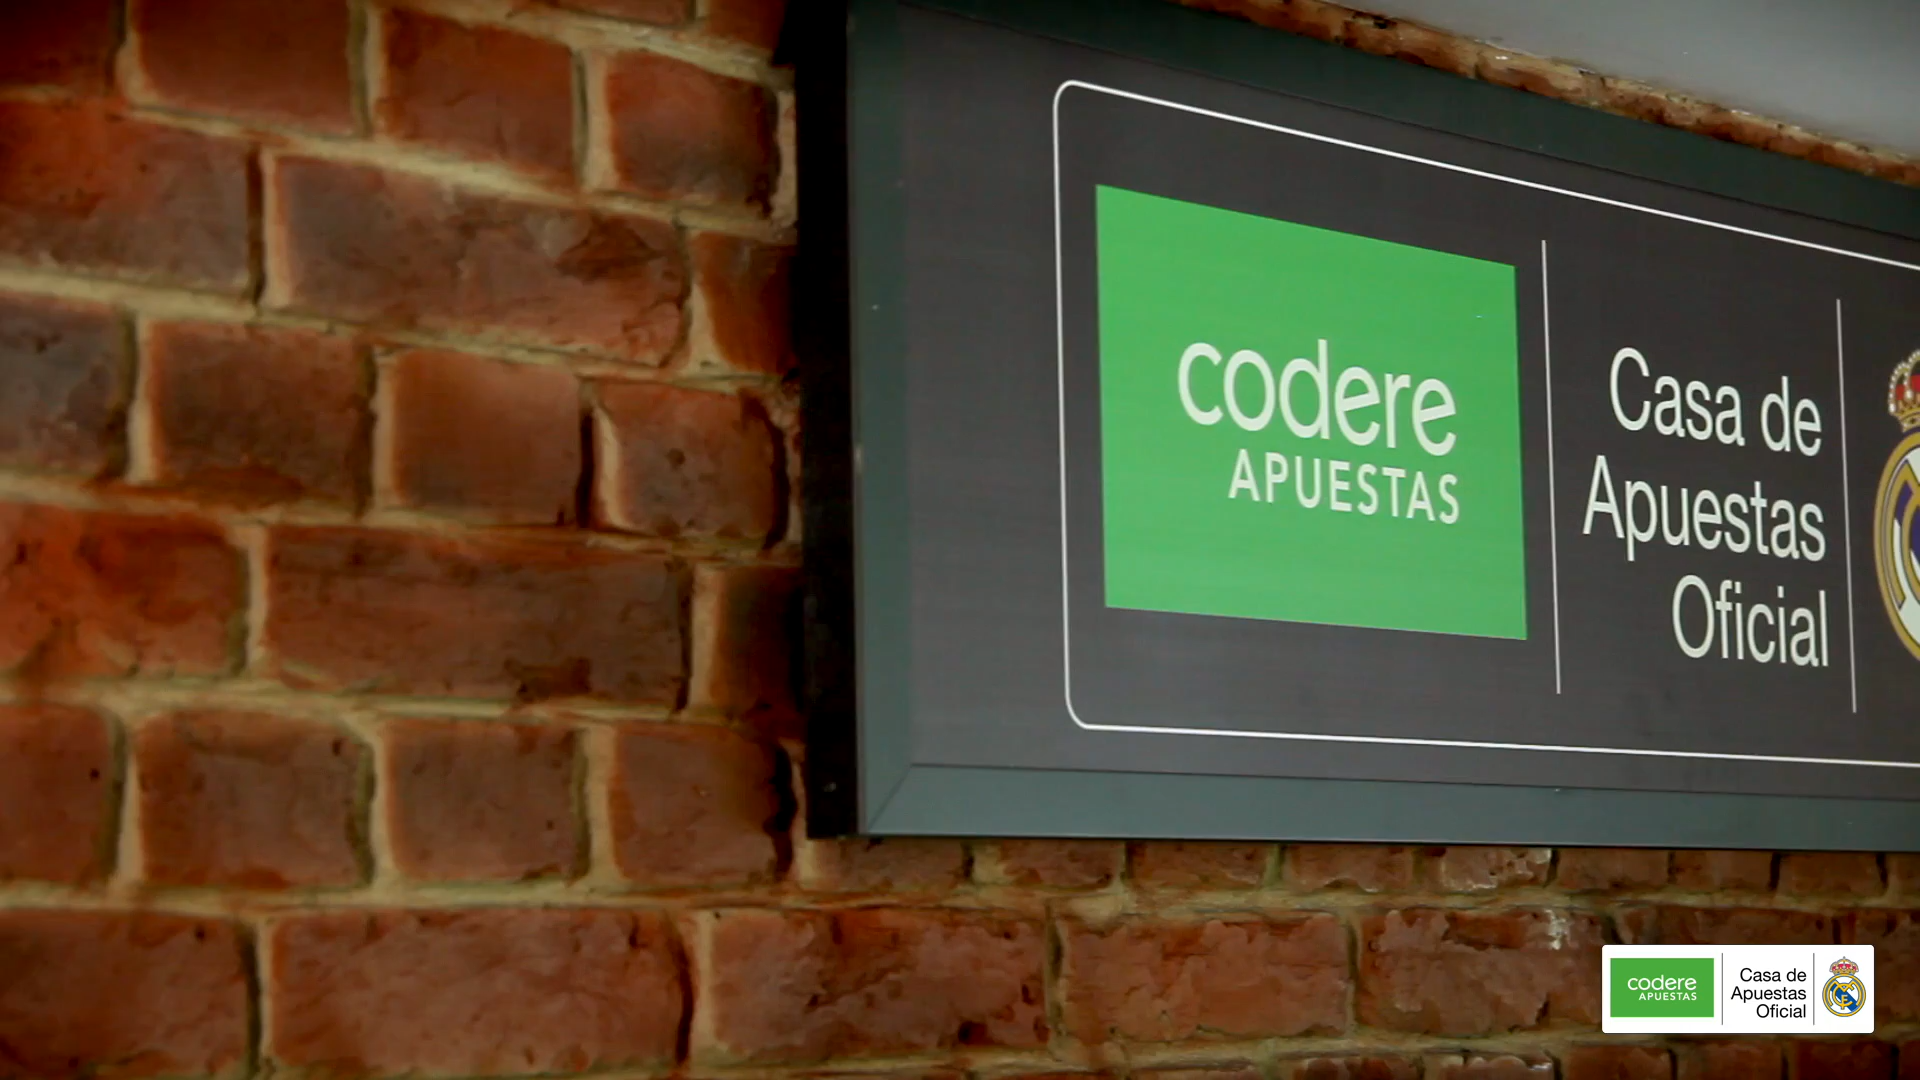 codere
APUESTAS
Casa de
Apuestas
Oficial
codere
APUESTAS
Casa de
Apuestas
Oficial